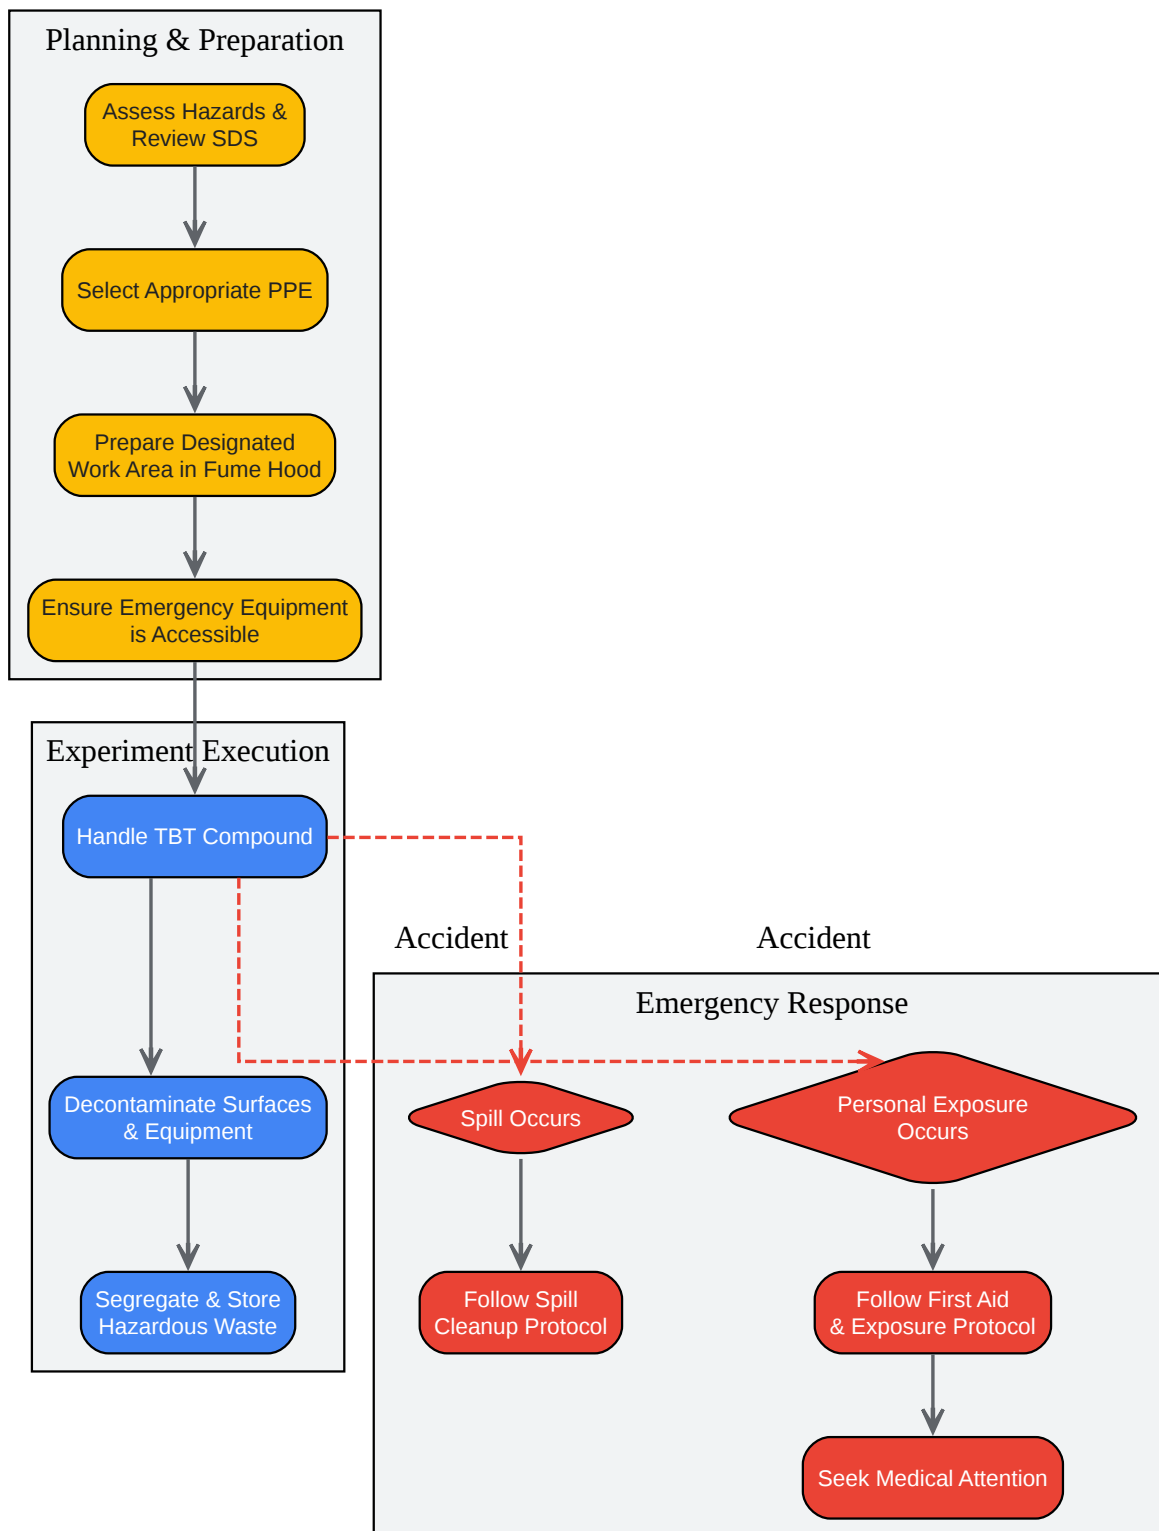 Planning & Preparation
Assess Hazards &
Review SDS
Select Appropriate PPE
Prepare Designated
Work Area in Fume Hood
Ensure Emergency Equipment
is Accessible
Experiment Execution
Handle TBT Compound
Accident
Accident
Emergency Response
Decontaminate Surfaces
& Equipment
Spill Occurs
Personal Exposure
Occurs
Segregate & Store
Hazardous Waste
Follow Spill
Cleanup Protocol
Follow First Aid
& Exposure Protocol
Seek Medical Attention